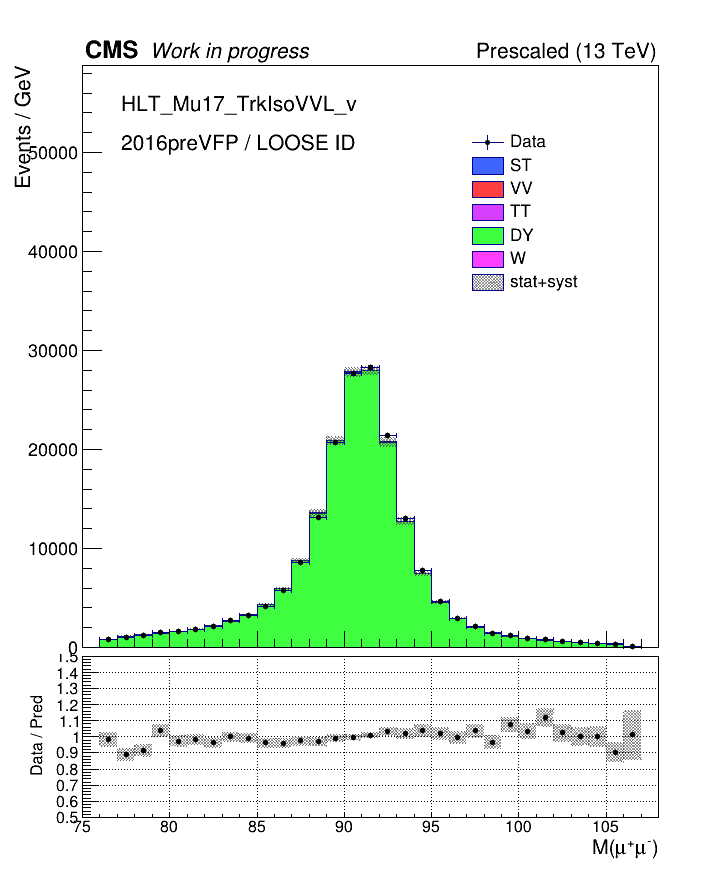 CMS Work in progress
Prescaled (13 TeV)
Events / GeV
HLT_Mu17_TrkIsoVVL_v
2016preVFP / LOOSE ID
Data
ST
VV
TT
DY
W
stat+syst
50000
40000
30000
20000
10000
0
Data / Pred
1.5
1.4
1.3
1.2
1.1
1
0.9
0.8
0.7
0.6
0.5
75 80 85 90 95 100 105
M(μ⁺μ⁻)